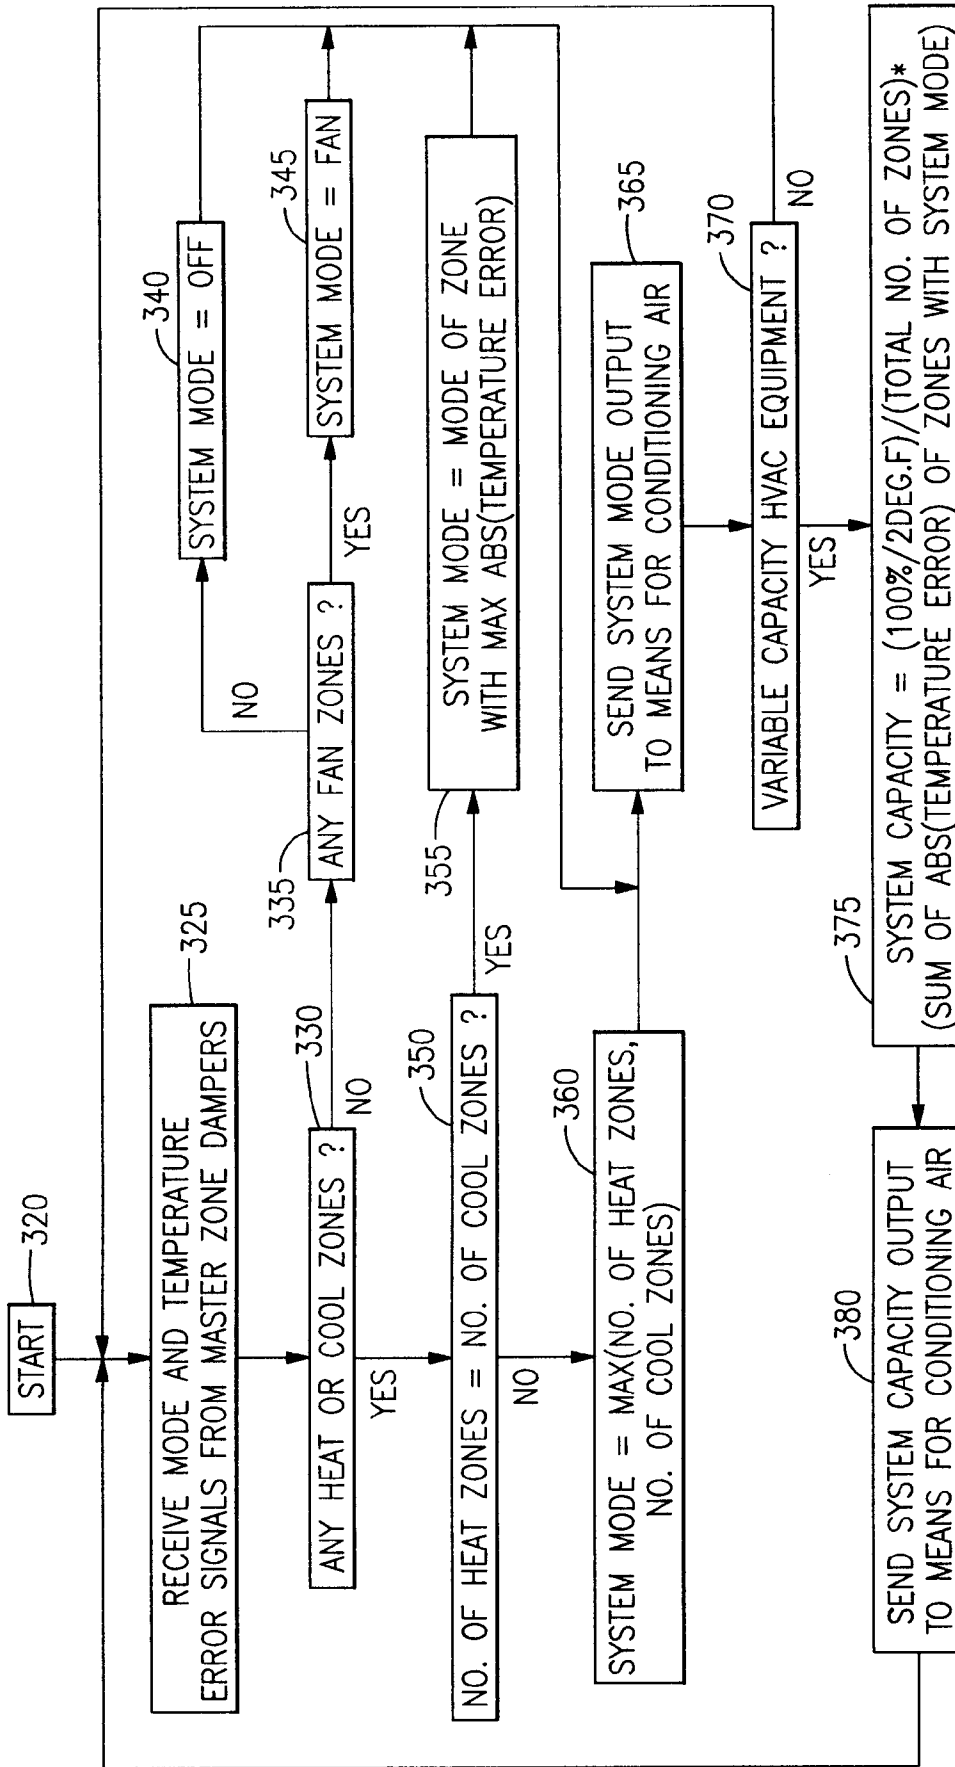 START
320
RECEIVE MODE AND TEMPERATURE
ERROR SIGNALS FROM MASTER ZONE DAMPERS
325
ANY HEAT OR COOL ZONES ?
330
NO
YES
ANY FAN ZONES ?
335
NO
YES
SYSTEM MODE = OFF
340
SYSTEM MODE = FAN
345
NO. OF HEAT ZONES = NO. OF COOL ZONES ?
350
YES
NO
SYSTEM MODE = MODE OF ZONE
WITH MAX ABS(TEMPERATURE ERROR)
355
SYSTEM MODE = MAX(NO. OF HEAT ZONES,
NO. OF COOL ZONES)
360
SEND SYSTEM MODE OUTPUT
TO MEANS FOR CONDITIONING AIR
365
VARIABLE CAPACITY HVAC EQUIPMENT ?
370
NO
YES
SYSTEM CAPACITY = (100%/2DEG.F)/(TOTAL NO. OF ZONES)*
(SUM OF ABS(TEMPERATURE ERROR) OF ZONES WITH SYSTEM MODE)
375
SEND SYSTEM CAPACITY OUTPUT
TO MEANS FOR CONDITIONING AIR
380